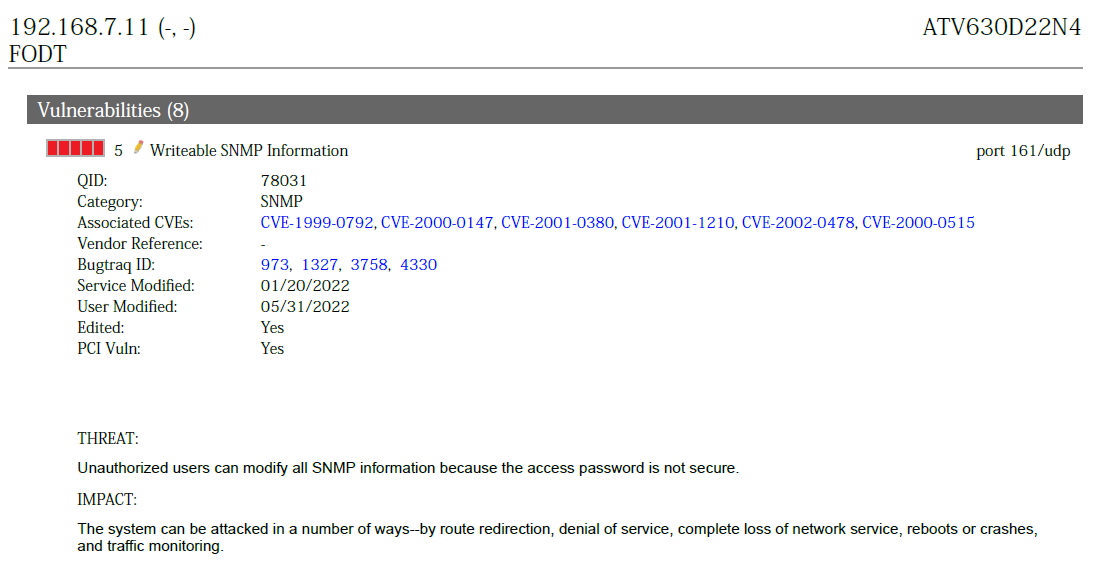 192.168.7.11 (-, -) ATV630D22N4
FODT
Vulnerabilities (8)
5 Writeable SNMP Information port 161/udp
QID: 78031
Category: SNMP
Associated CVEs: CVE-1999-0792, CVE-2000-0147, CVE-2001-0380, CVE-2001-1210, CVE-2002-0478, CVE-2000-0515
Vendor Reference: -
Bugtraq ID: 973, 1327, 3758, 4330
Service Modified: 01/20/2022
User Modified: 05/31/2022
Edited: Yes
PCI Vuln: Yes
THREAT:
Unauthorized users can modify all SNMP information because the access password is not secure.
IMPACT:
The system can be attacked in a number of ways--by route redirection, denial of service, complete loss of network service, reboots or crashes,
and traffic monitoring.